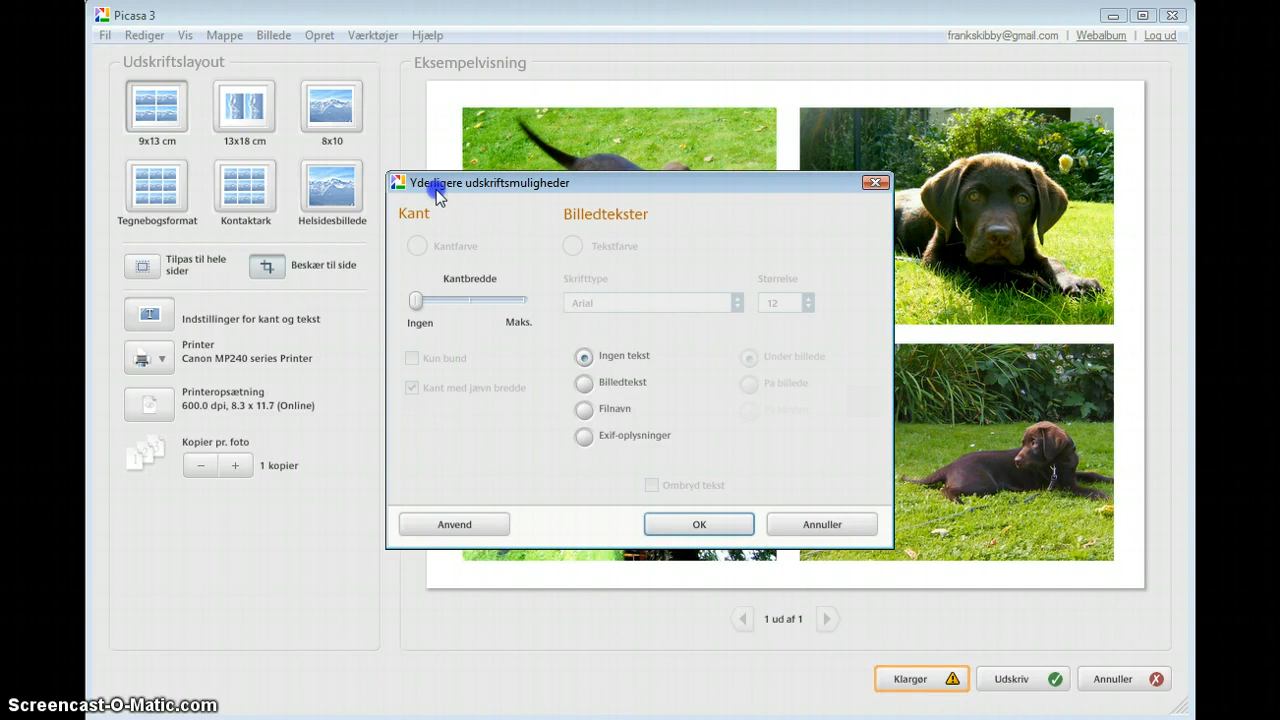 Picasa 3
Fil Rediger Vis Mappe Billede Opret Værktøjer Hjælp
frankskibby@gmail.com | Webalbum | Log ud
Udskriftslayout
9x13 cm 13x18 cm 8x10
Tegnebogsformat Kontaktark Helsidesbillede
Tilpas til hele
sider
Beskær til side
Indstillinger for kant og tekst
Printer
Canon MP240 series Printer
Printeropsætning
600.0 dpi, 8.3 x 11.7 (Online)
Kopier pr. foto
1 kopier
Eksempelvisning
Yderligere udskriftsmuligheder
Kant
Kantfarve
Kantbredde
Ingen Maks.
Kun bund
Kant med jævn bredde
Billedtekster
Tekstfarve
Skrifttype Størrelse
Arial 12
Ingen tekst
Billedtekst
Filnavn
Exif-oplysninger
Under billede
På billede
Ombryd tekst
Anvend OK Annuller
1 ud af 1
Klargør Udskriv Annuller
Screencast-O-Matic.com